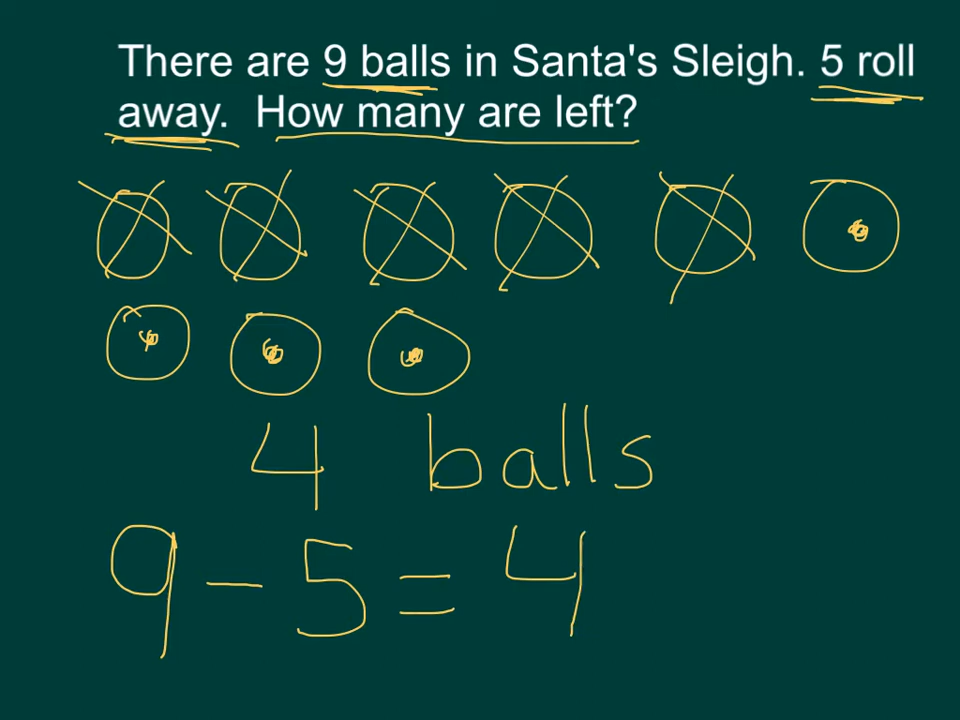 There are 9 balls in Santa's Sleigh. 5 roll
away. How many are left?
4 balls
9 - 5 = 4